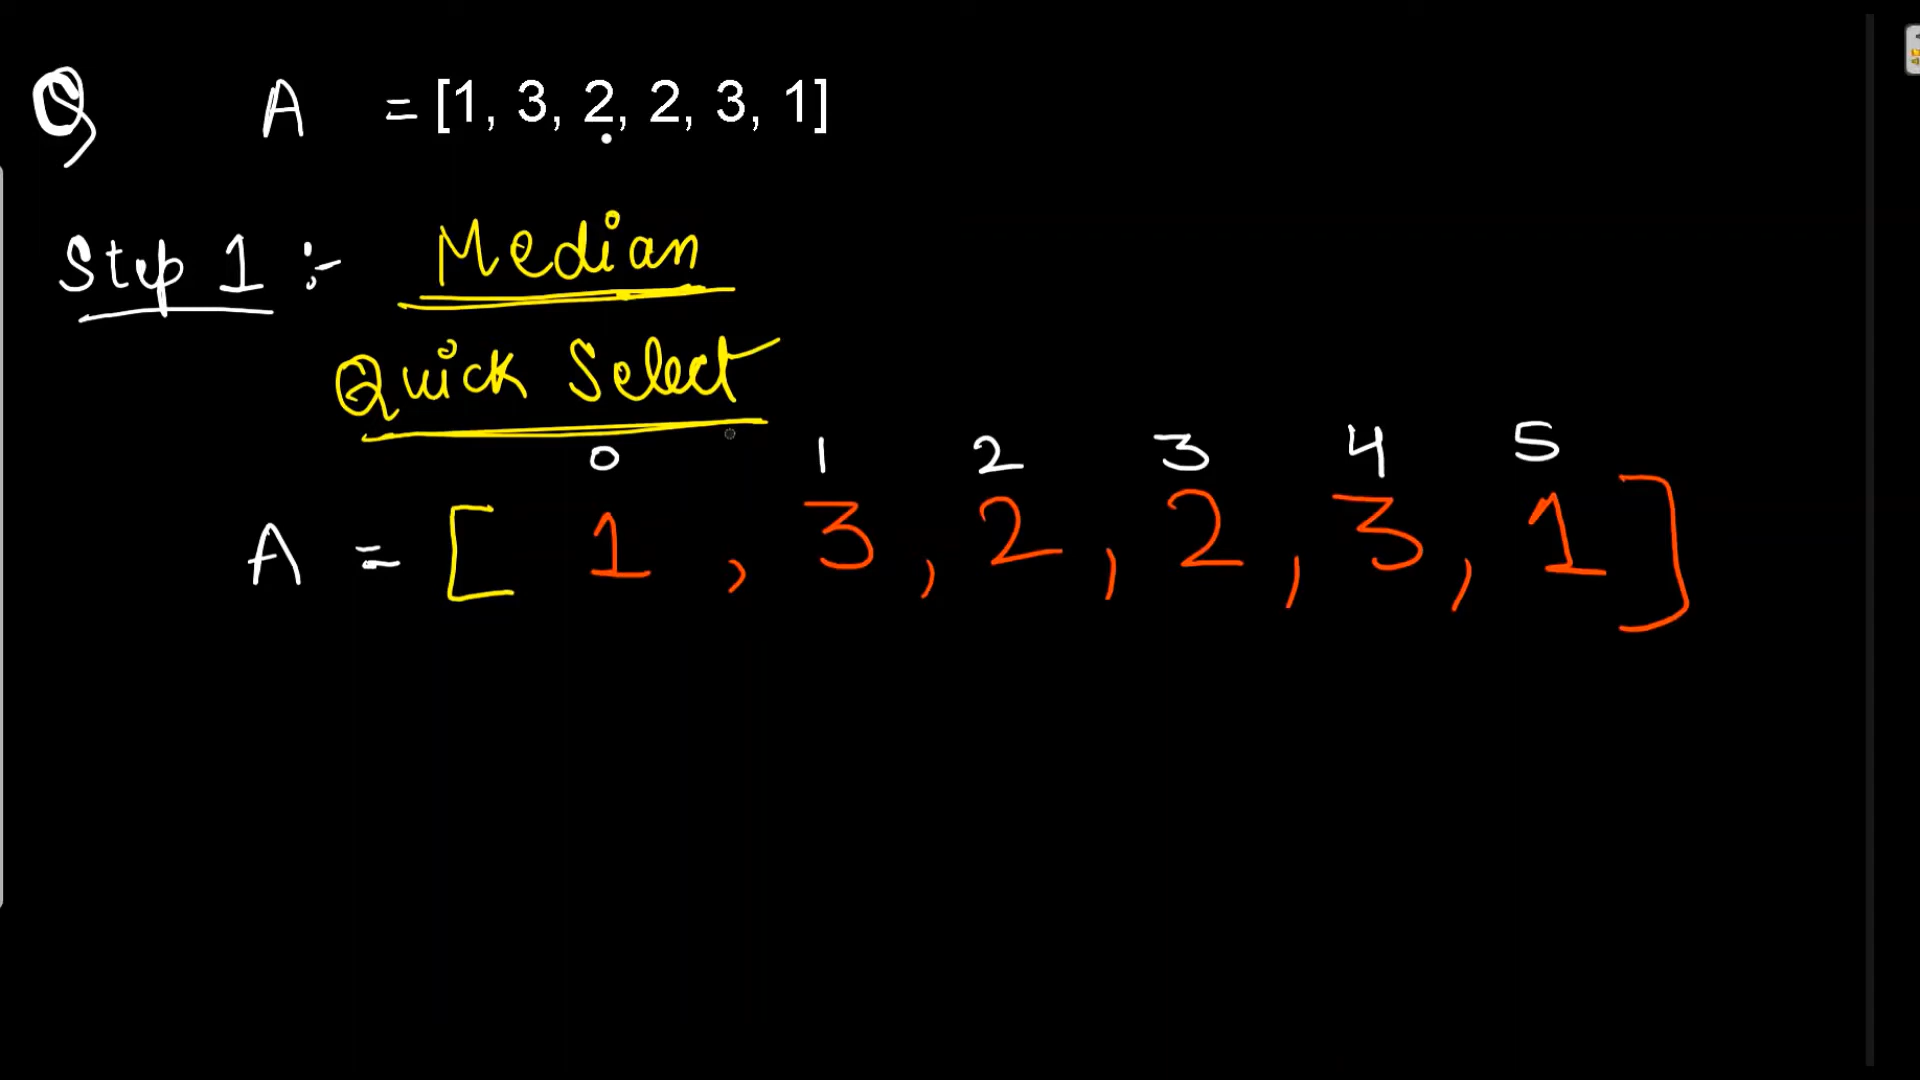 Q A = [1, 3, 2, 2, 3, 1]
Step 1 :- Median
Quick Select
0 1 2 3 4 5
A = [ 1 , 3 , 2 , 2 , 3 , 1 ]